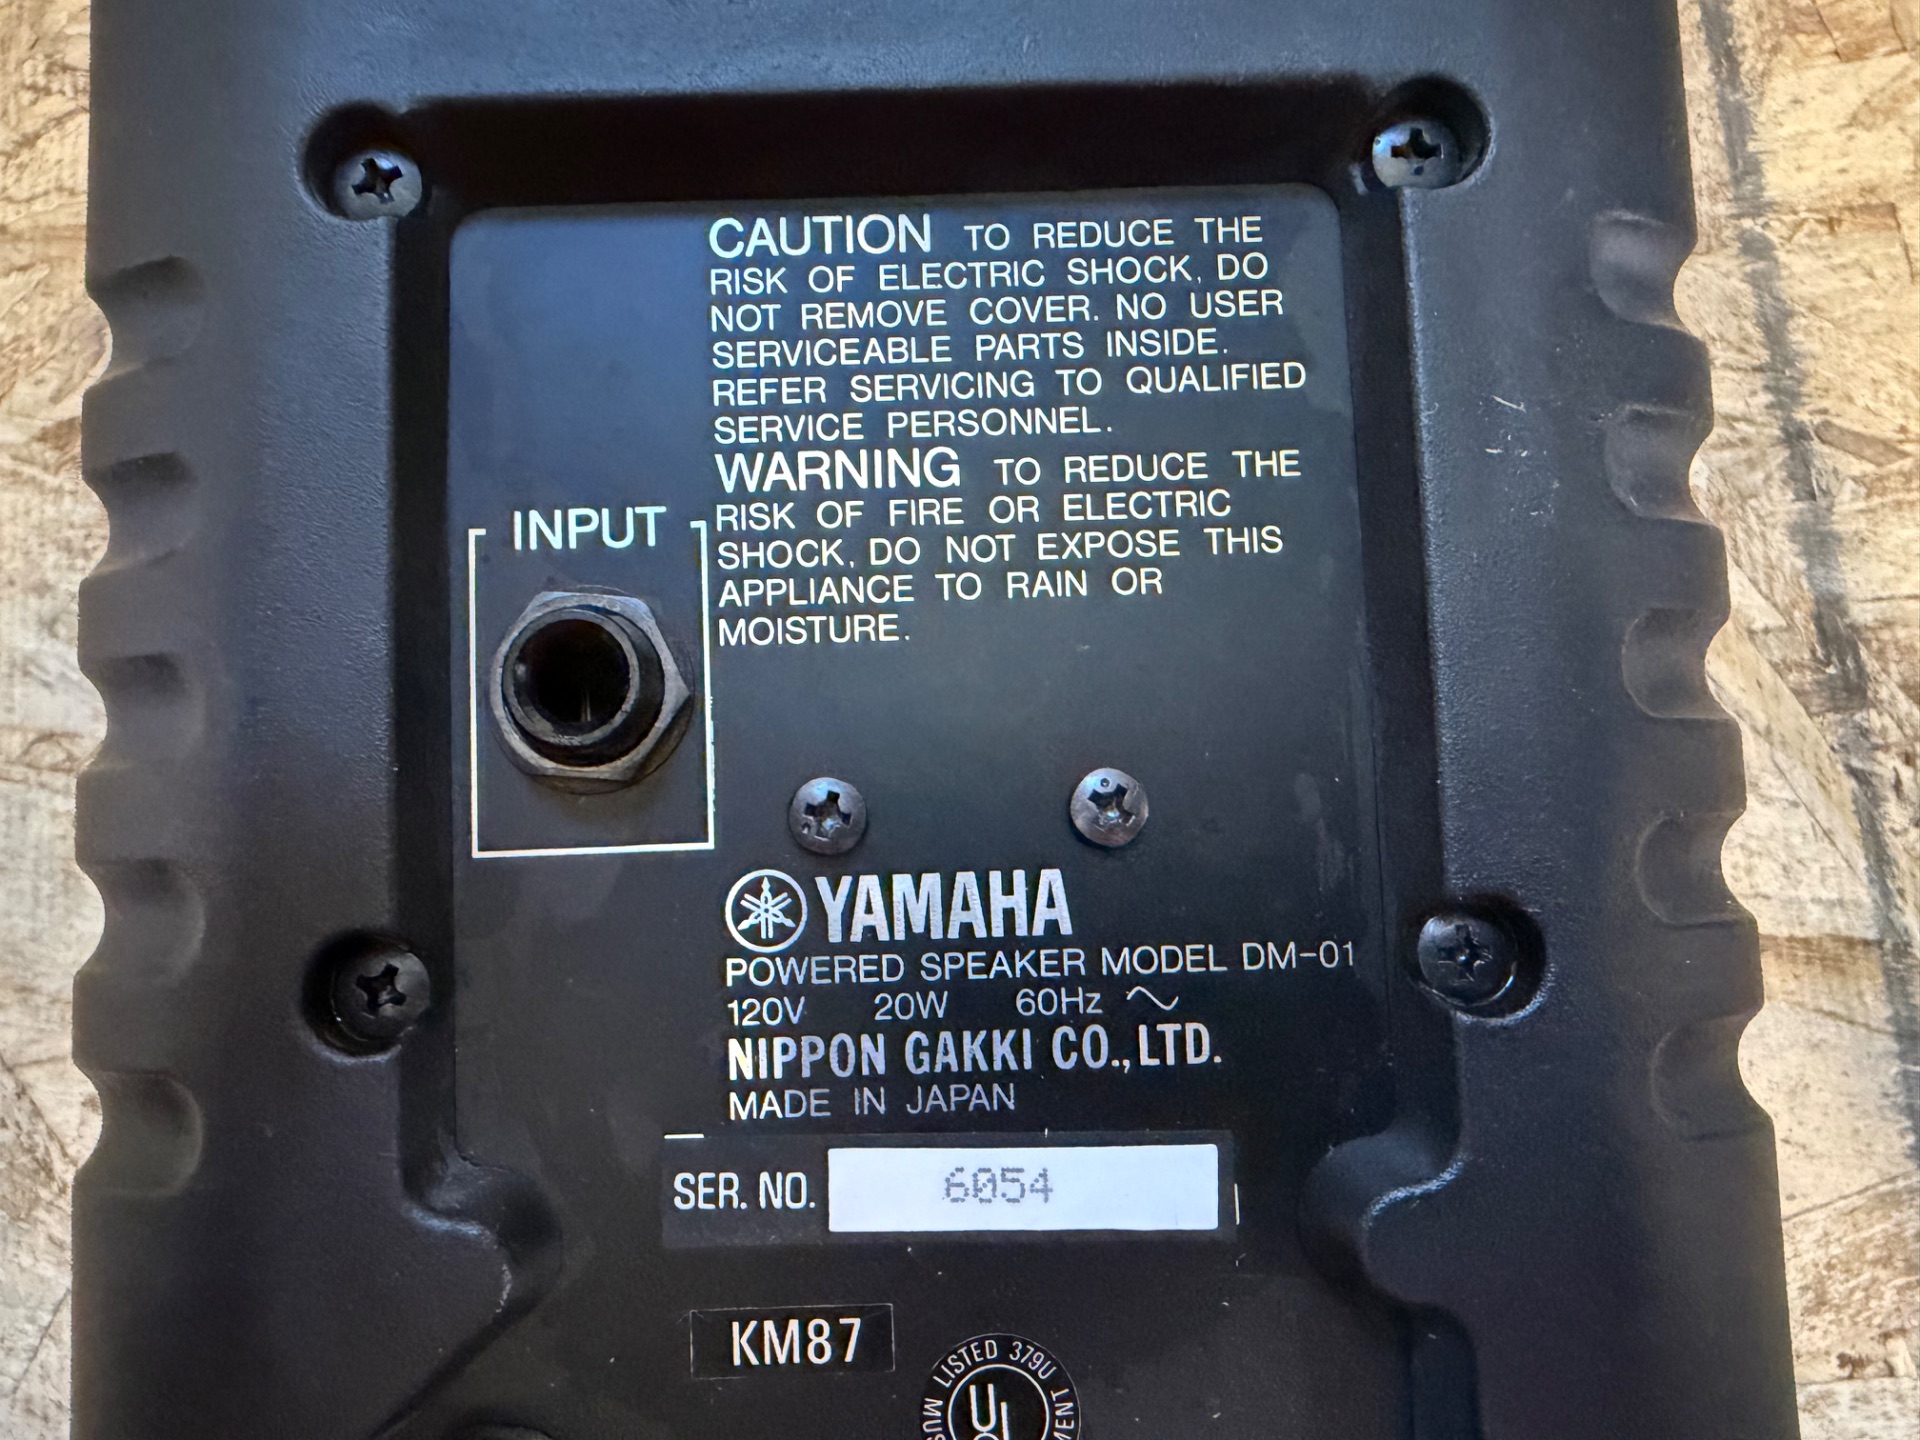 CAUTION TO REDUCE THE
RISK OF ELECTRIC SHOCK, DO
NOT REMOVE COVER. NO USER
SERVICEABLE PARTS INSIDE.
REFER SERVICING TO QUALIFIED
SERVICE PERSONNEL.
WARNING TO REDUCE THE
RISK OF FIRE OR ELECTRIC
SHOCK, DO NOT EXPOSE THIS
APPLIANCE TO RAIN OR
MOISTURE.
INPUT
YAMAHA
POWERED SPEAKER MODEL DM-01
120V 20W 60Hz
NIPPON GAKKI CO., LTD.
MADE IN JAPAN
SER. NO. 6054
KM87
LISTED 379U
UL